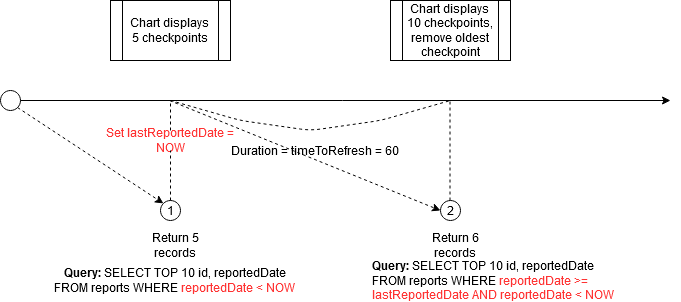 Chart displays
5 checkpoints
Chart displays
10 checkpoints,
remove oldest
checkpoint
Set lastReportedDate =
NOW
Duration = timeToRefresh = 60
1
2
Return 5
records
Query: SELECT TOP 10 id, reportedDate
FROM reports WHERE reportedDate < NOW
Return 6
records
Query: SELECT TOP 10 id, reportedDate
FROM reports WHERE reportedDate >=
lastReportedDate AND reportedDate < NOW